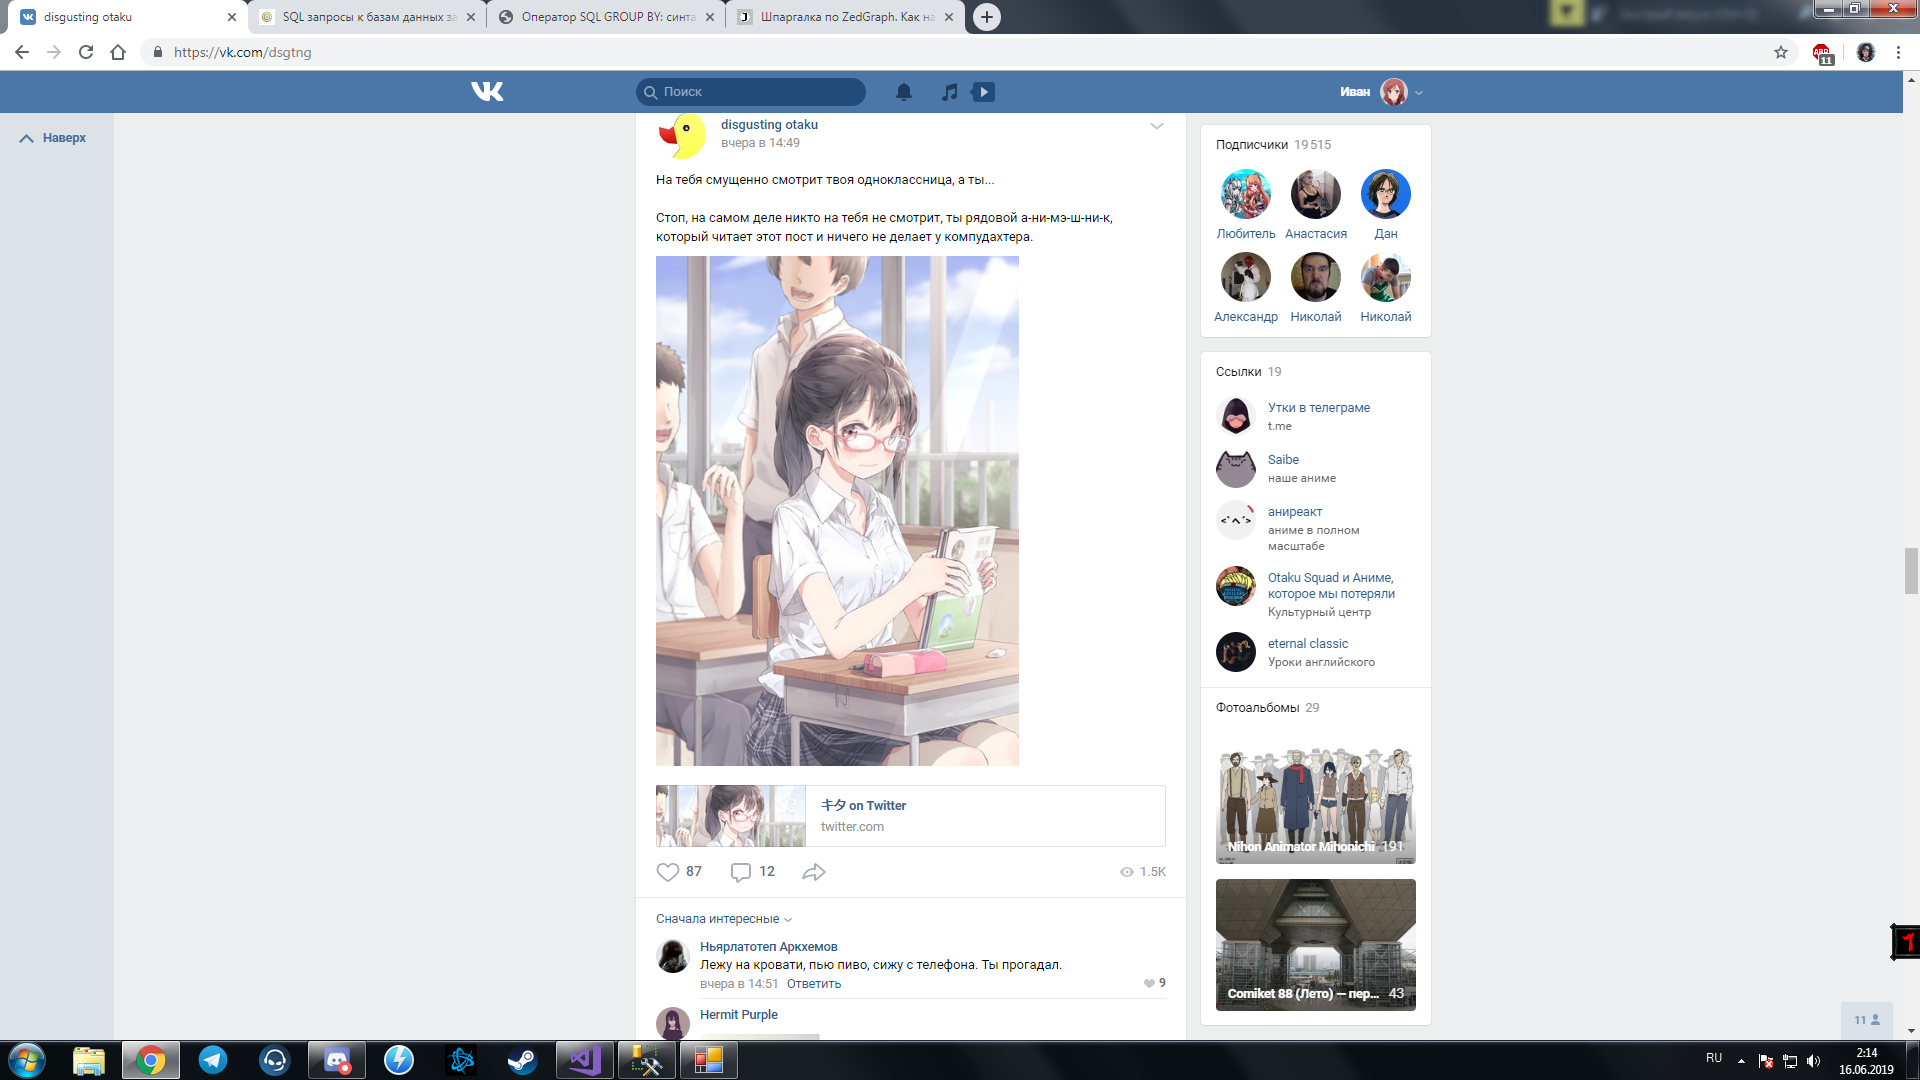 disgusting otaku
SQL запросы к базам данных за
Оператор SQL GROUP BY: синта
Шпаргалка по ZedGraph. Как на
https://vk.com/dsgtng
ABP
11
Поиск
Иван
Наверх
disgusting otaku
вчера в 14:49
На тебя смущенно смотрит твоя одноклассница, а ты...
Стоп, на самом деле никто на тебя не смотрит, ты рядовой а-ни-мэ-ш-ни-к,
который читает этот пост и ничего не делает у компудахтера.
キタ on Twitter
twitter.com
87
12
1.5K
Сначала интересные
Ньярлатотеп Аркхемов
Лежу на кровати, пью пиво, сижу с телефона. Ты прогадал.
вчера в 14:51 Ответить
9
Hermit Purple
Подписчики 19 515
Любитель Анастасия Дан
Александр Николай Николай
Ссылки 19
Утки в телеграме
t.me
Saibe
наше аниме
аниреакт
аниме в полном
масштабе
Otaku Squad и Аниме,
которое мы потеряли
Культурный центр
eternal classic
Уроки английского
Фотоальбомы 29
Nihon Animator Mihonichi 191
Comiket 88 (Лето) — пер... 43
11
RU
2:14
16.06.2019